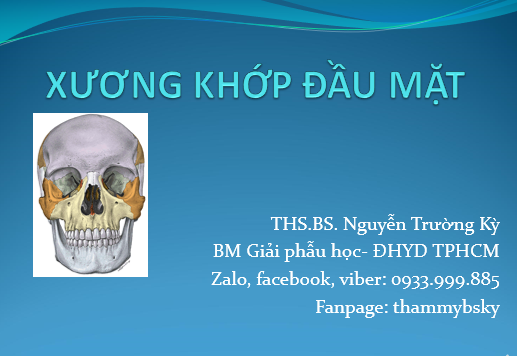 XƯƠNG KHỚP ĐẦU MẶT
THS.BS. Nguyễn Trường Kỳ
BM Giải phẫu học- ĐHYD TPHCM
Zalo, facebook, viber: 0933.999.885
Fanpage: thammybsky